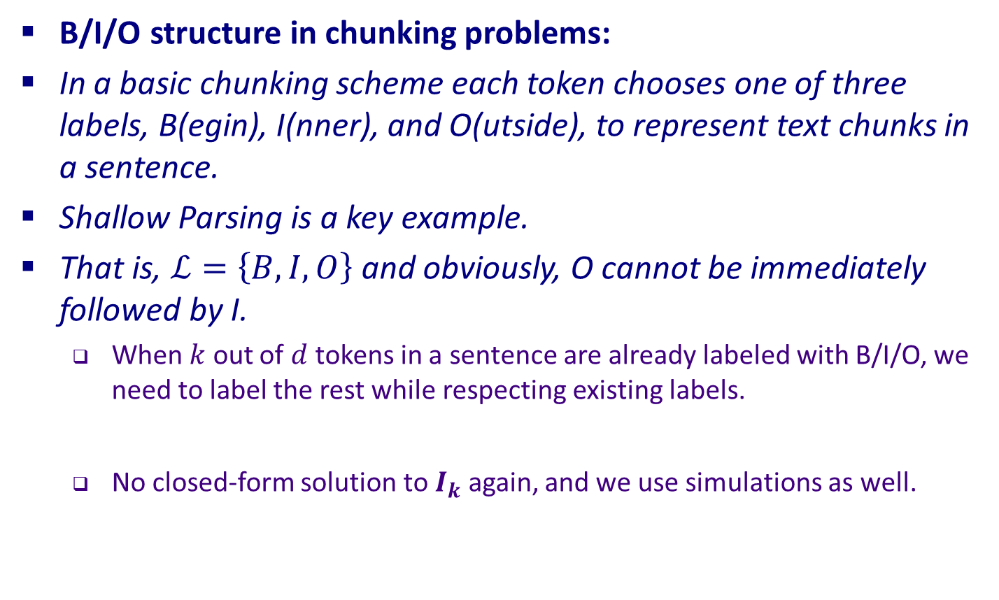 ▪ B/I/O structure in chunking problems:
▪ In a basic chunking scheme each token chooses one of three
labels, B(egin), I(nner), and O(utside), to represent text chunks in
a sentence.
▪ Shallow Parsing is a key example.
▪ That is, ℒ = {B, I, O} and obviously, O cannot be immediately
followed by I.
❑ When k out of d tokens in a sentence are already labeled with B/I/O, we
need to label the rest while respecting existing labels.
❑ No closed-form solution to I_k again, and we use simulations as well.